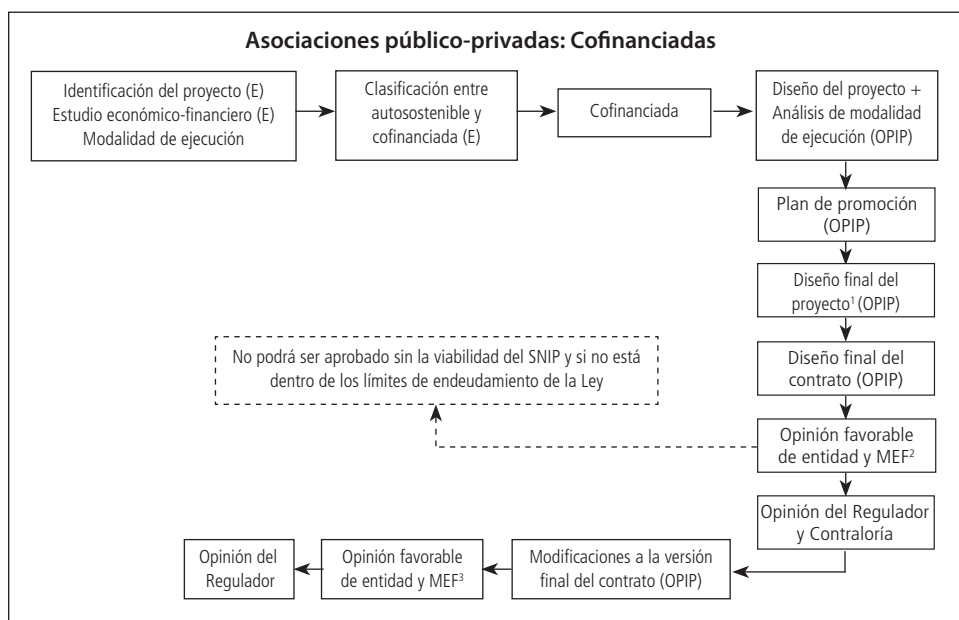 Asociaciones público-privadas: Cofinanciadas
Identificación del proyecto (E)
Estudio económico-financiero (E)
Modalidad de ejecución
Clasificación entre
autosostenible y
cofinanciada (E)
Cofinanciada
Diseño del proyecto +
Análisis de modalidad
de ejecución (OPIP)
Plan de promoción
(OPIP)
Diseño final del
proyecto¹ (OPIP)
Diseño final del
contrato (OPIP)
No podrá ser aprobado sin la viabilidad del SNIP y si no está
dentro de los límites de endeudamiento de la Ley
Opinión favorable
de entidad y MEF²
Opinión del Regulador
y Contraloría
Modificaciones a la versión
final del contrato (OPIP)
Opinión favorable
de entidad y MEF³
Opinión del
Regulador